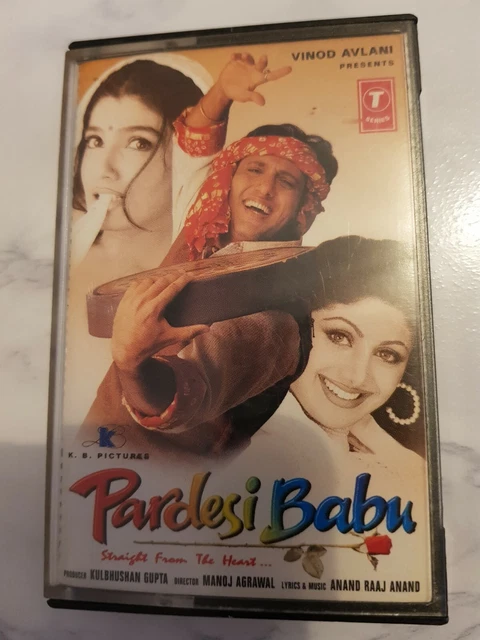 VINOD AVLANI
PRESENTS
T
SERIES
K. B. PICTURES
Pardesi Babu
Straight From The Heart ...
PRODUCER KULBHUSHAN GUPTA DIRECTOR MANOJ AGRAWAL LYRICS & MUSIC ANAND RAAJ ANAND